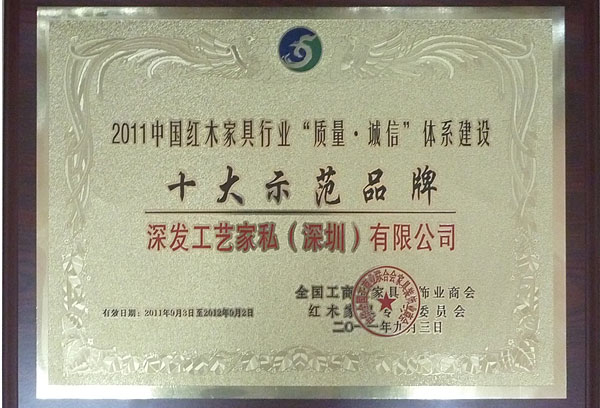 2011中国红木家具行业“质量·诚信”体系建设
十大示范品牌
深发工艺家私（深圳）有限公司
全国工商 家具 饰业商会
有效日期：2011年9月3日至2012年9月2日
红木家 专 委员会
二〇一一年九月三日